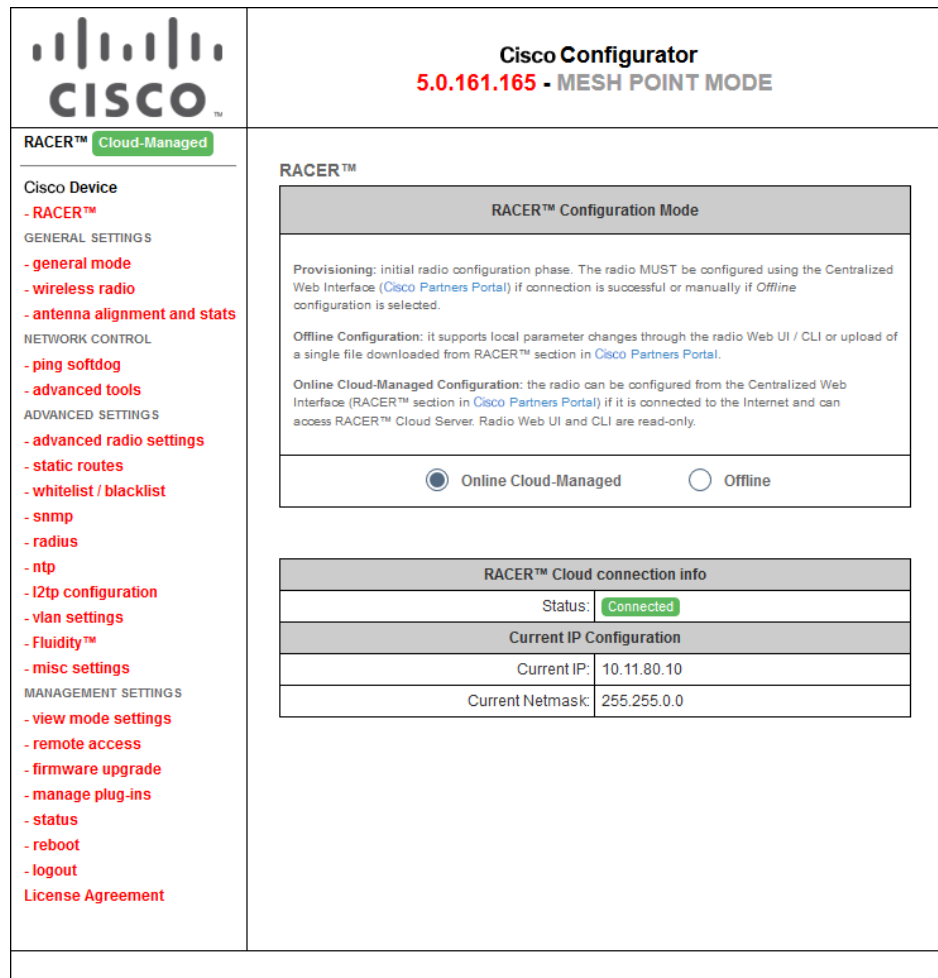 CISCO™
Cisco Configurator
5.0.161.165 - MESH POINT MODE
RACER™ Cloud-Managed
Cisco Device
- RACER™
GENERAL SETTINGS
- general mode
- wireless radio
- antenna alignment and stats
NETWORK CONTROL
- ping softdog
- advanced tools
ADVANCED SETTINGS
- advanced radio settings
- static routes
- whitelist / blacklist
- snmp
- radius
- ntp
- l2tp configuration
- vlan settings
- Fluidity™
- misc settings
MANAGEMENT SETTINGS
- view mode settings
- remote access
- firmware upgrade
- manage plug-ins
- status
- reboot
- logout
License Agreement
RACER™
RACER™ Configuration Mode
Provisioning: initial radio configuration phase. The radio MUST be configured using the Centralized
Web Interface (Cisco Partners Portal) if connection is successful or manually if Offline
configuration is selected.
Offline Configuration: it supports local parameter changes through the radio Web UI / CLI or upload of
a single file downloaded from RACER™ section in Cisco Partners Portal.
Online Cloud-Managed Configuration: the radio can be configured from the Centralized Web
Interface (RACER™ section in Cisco Partners Portal) if it is connected to the Internet and can
access RACER™ Cloud Server. Radio Web UI and CLI are read-only.
Online Cloud-Managed Offline
RACER™ Cloud connection info
Status: Connected
Current IP Configuration
Current IP: 10.11.80.10
Current Netmask: 255.255.0.0